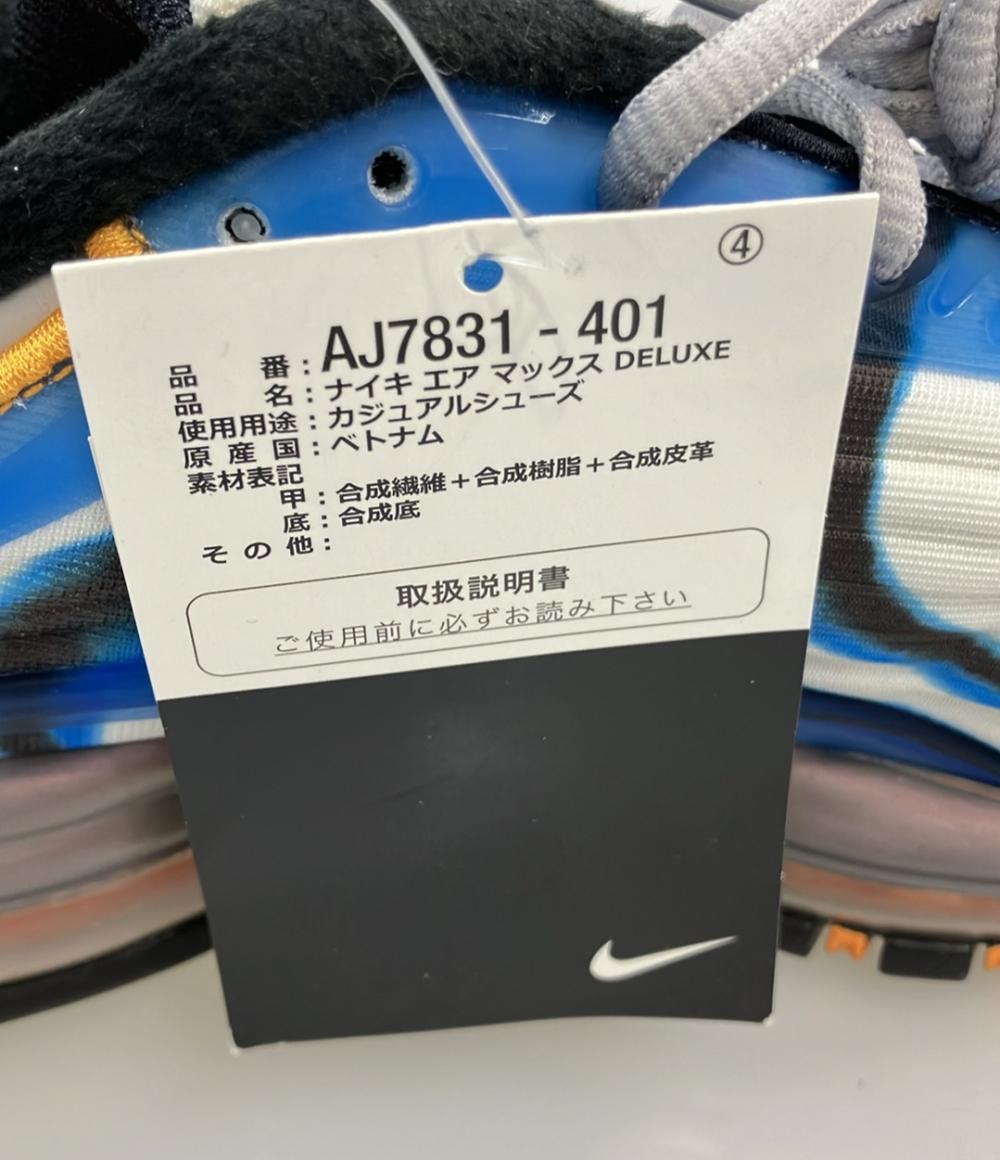 ④
品 番：AJ7831 - 401
品 名：ナイキ エア マックス DELUXE
使用用途：カジュアルシューズ
原産国：ベトナム
素材表記
甲：合成繊維＋合成樹脂＋合成皮革
底：合成底
その他：
取扱説明書
ご使用前に必ずお読み下さい